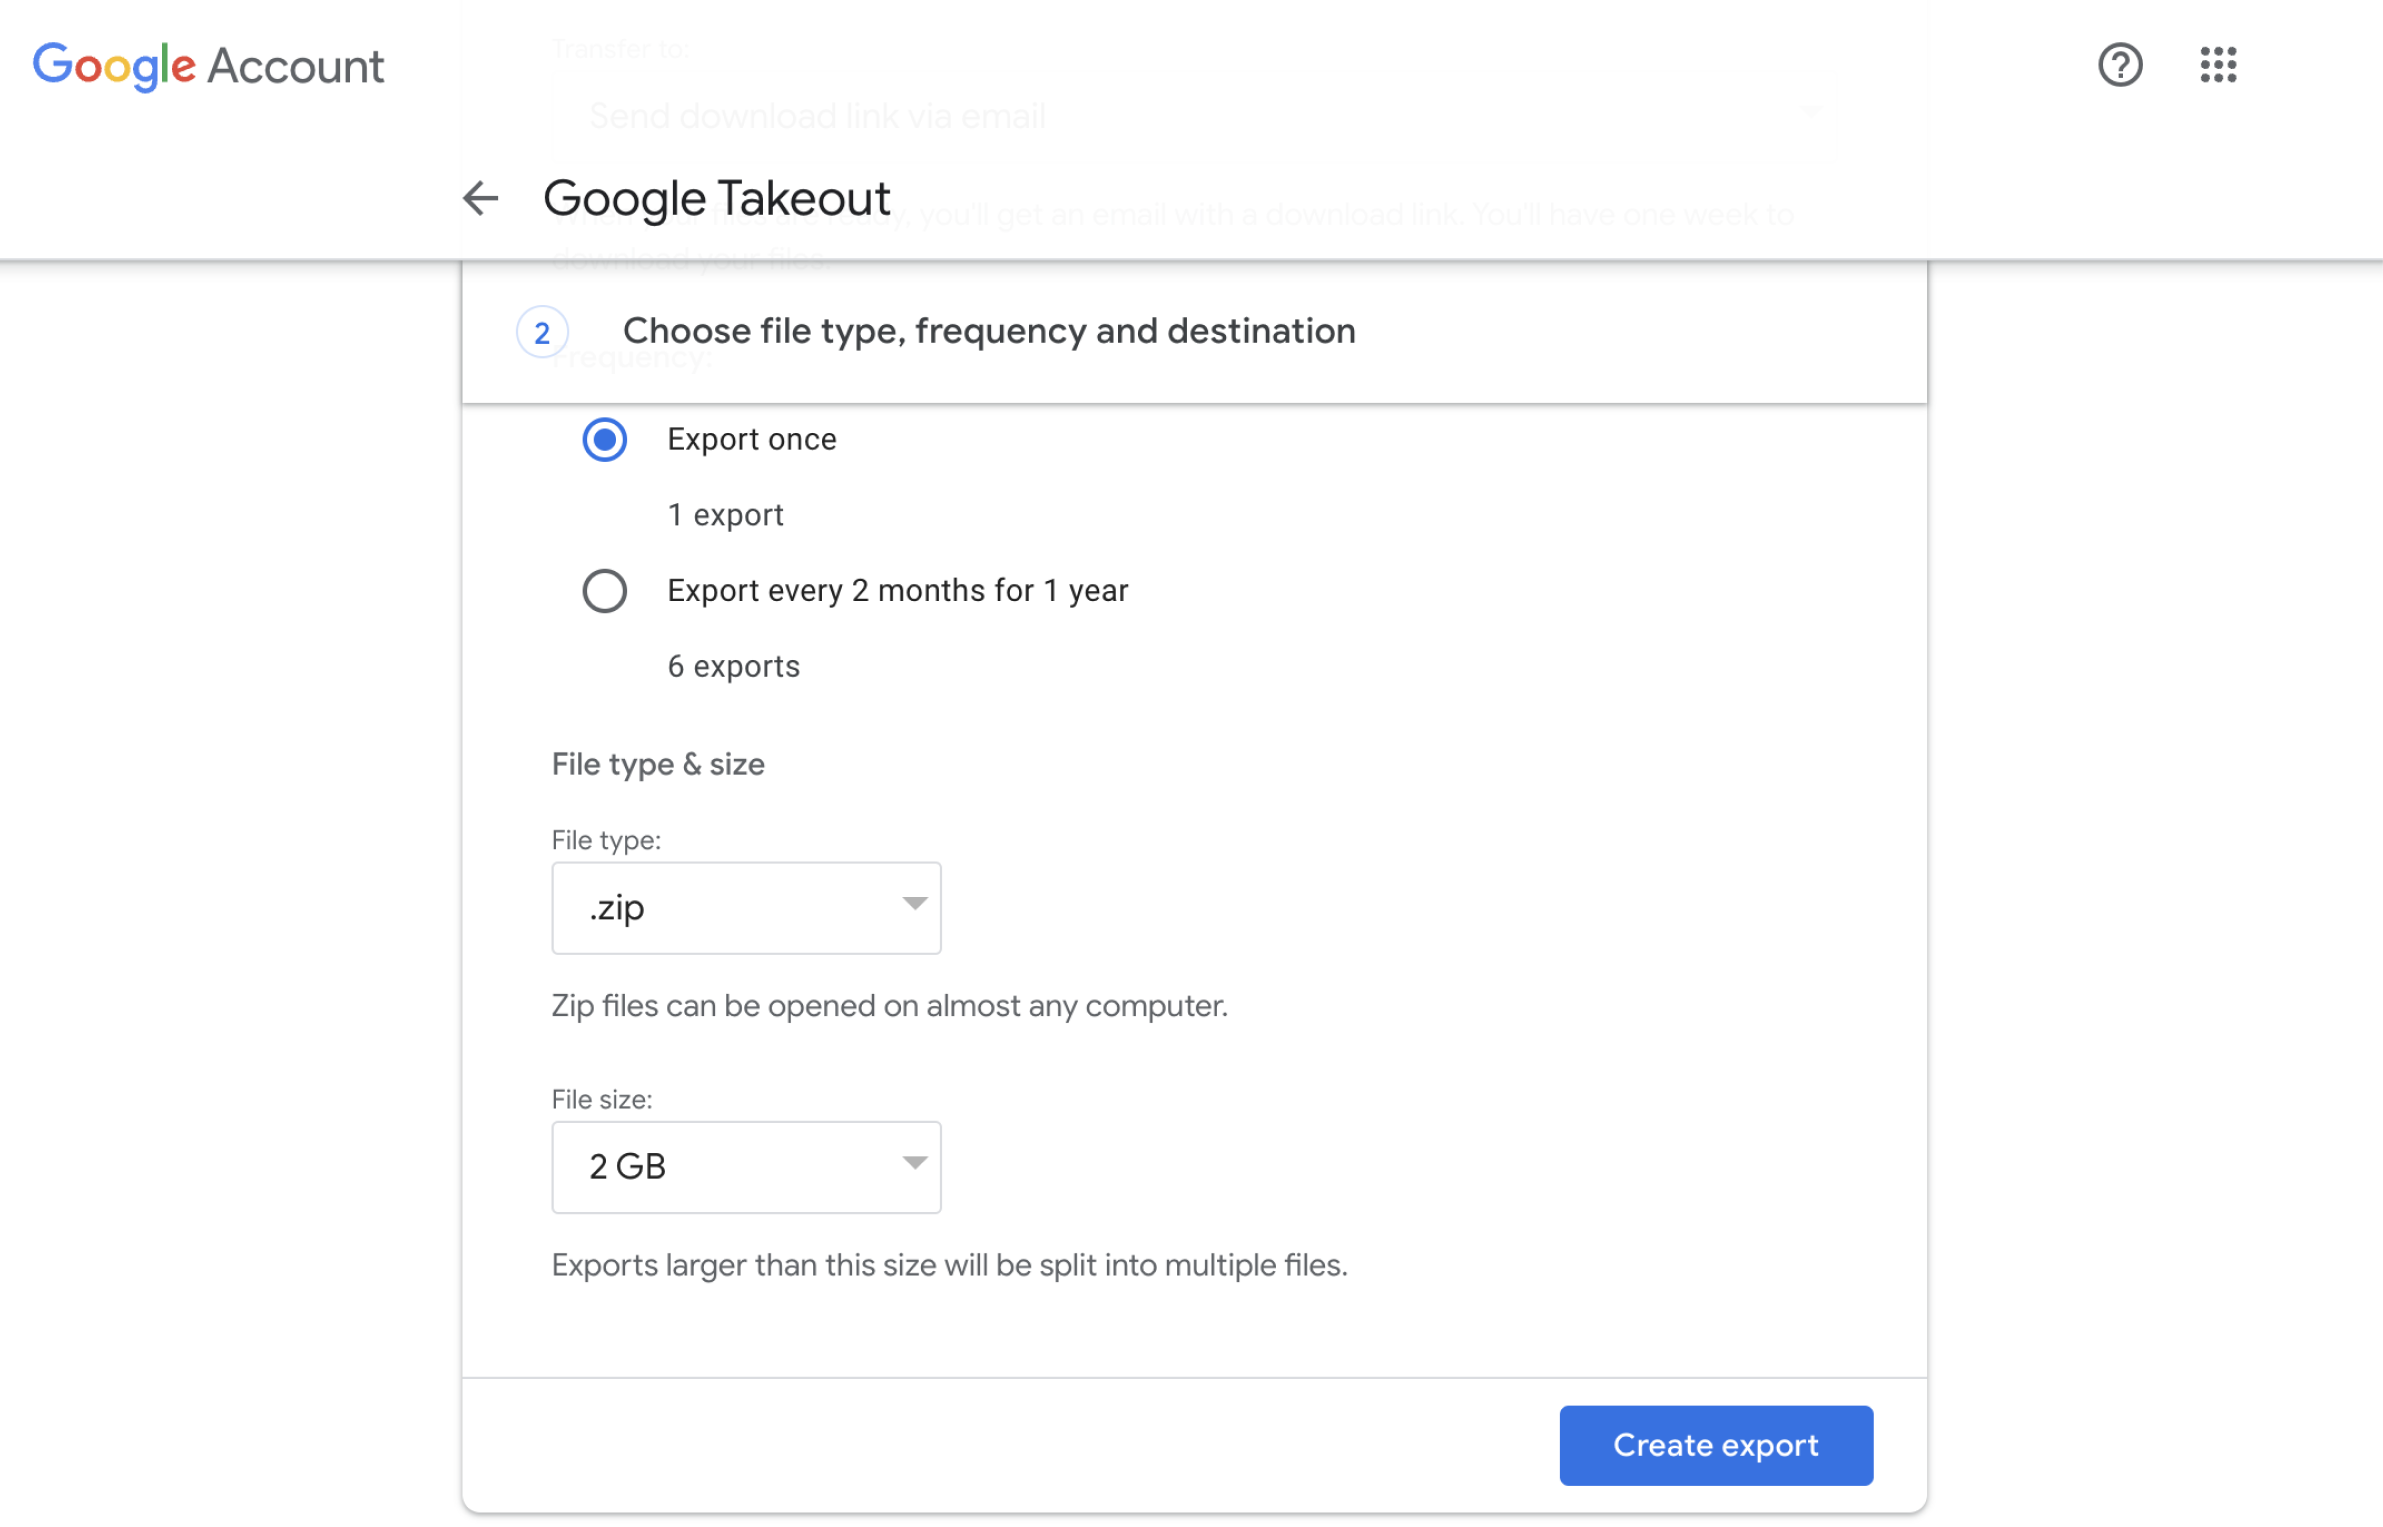 Google Account
Transfer to:
Send download link via email
Google Takeout
ready, you'll get an email with a download link. You'll have one week to
download your files.
2 Choose file type, frequency and destination
Frequency:
Export once
1 export
Export every 2 months for 1 year
6 exports
File type & size
File type:
.zip
Zip files can be opened on almost any computer.
File size:
2 GB
Exports larger than this size will be split into multiple files.
Create export